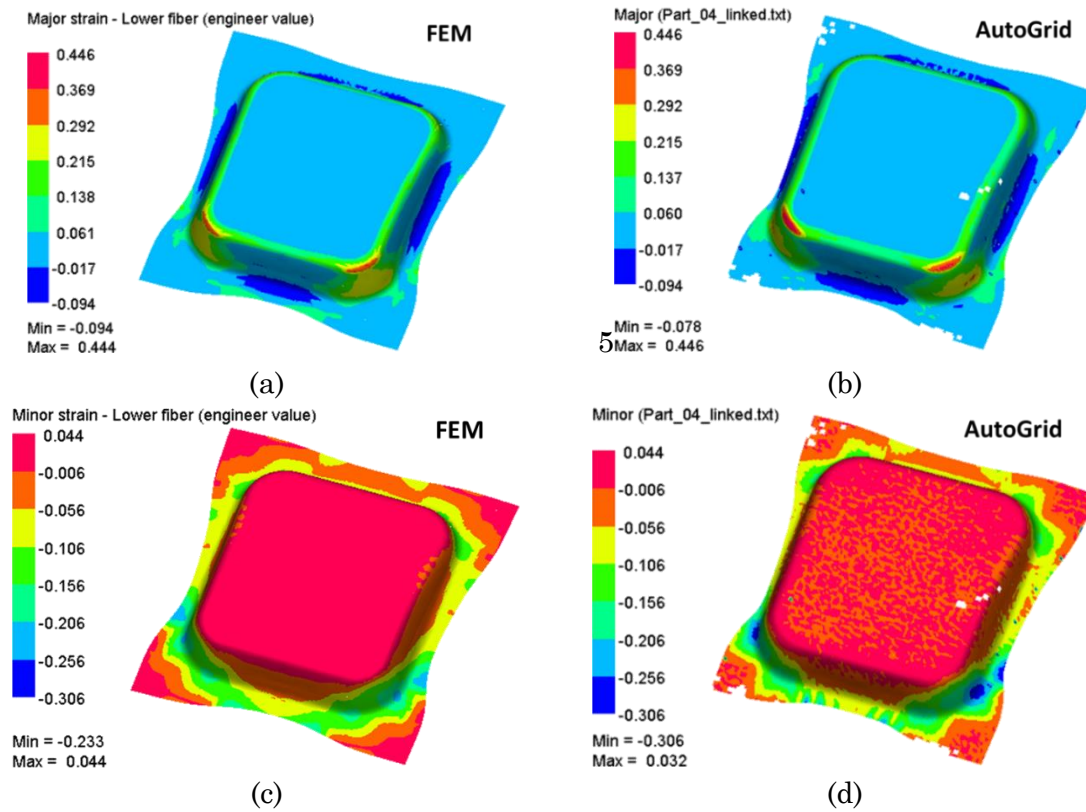 Major strain - Lower fiber (engineer value)
FEM
0.446
0.369
0.292
0.215
0.138
0.061
-0.017
-0.094
Min = -0.094
Max = 0.444
(a)
Major (Part_04_linked.txt)
AutoGrid
0.446
0.369
0.292
0.215
0.137
0.060
-0.017
-0.094
Min = -0.078
5
Max = 0.446
(b)
Minor strain - Lower fiber (engineer value)
FEM
0.044
-0.006
-0.056
-0.106
-0.156
-0.206
-0.256
-0.306
Min = -0.233
Max = 0.044
(c)
Minor (Part_04_linked.txt)
AutoGrid
0.044
-0.006
-0.056
-0.106
-0.156
-0.206
-0.256
-0.306
Min = -0.306
Max = 0.032
(d)